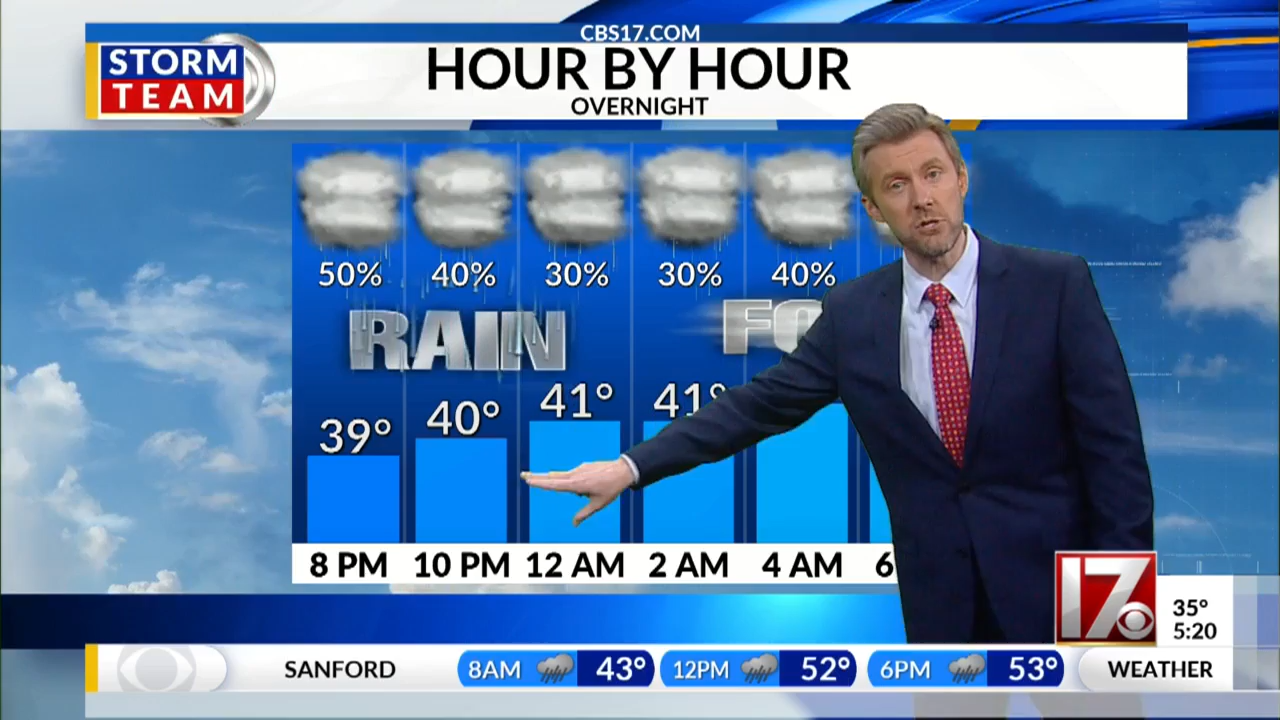 CBS17.COM
STORM
TEAM
HOUR BY HOUR
OVERNIGHT
50% 40% 30% 30% 40%
RAIN
39° 40° 41° 41°
8 PM 10 PM 12 AM 2 AM 4 AM 6
17
35°
5:20
SANFORD 8AM 43° 12PM 52° 6PM 53° WEATHER